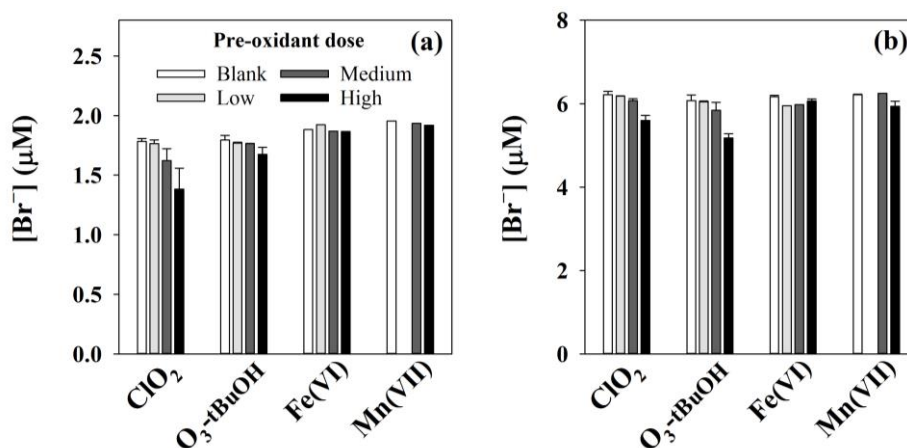 Pre-oxidant dose
(a)
Blank
Medium
Low
High
2.5
2.0
1.5
1.0
0.5
0.0
[Br⁻] (μM)
ClO₂
O₃-tBuOH
Fe(VI)
Mn(VII)
(b)
8
6
4
2
0
[Br⁻] (μM)
ClO₂
O₃-tBuOH
Fe(VI)
Mn(VII)